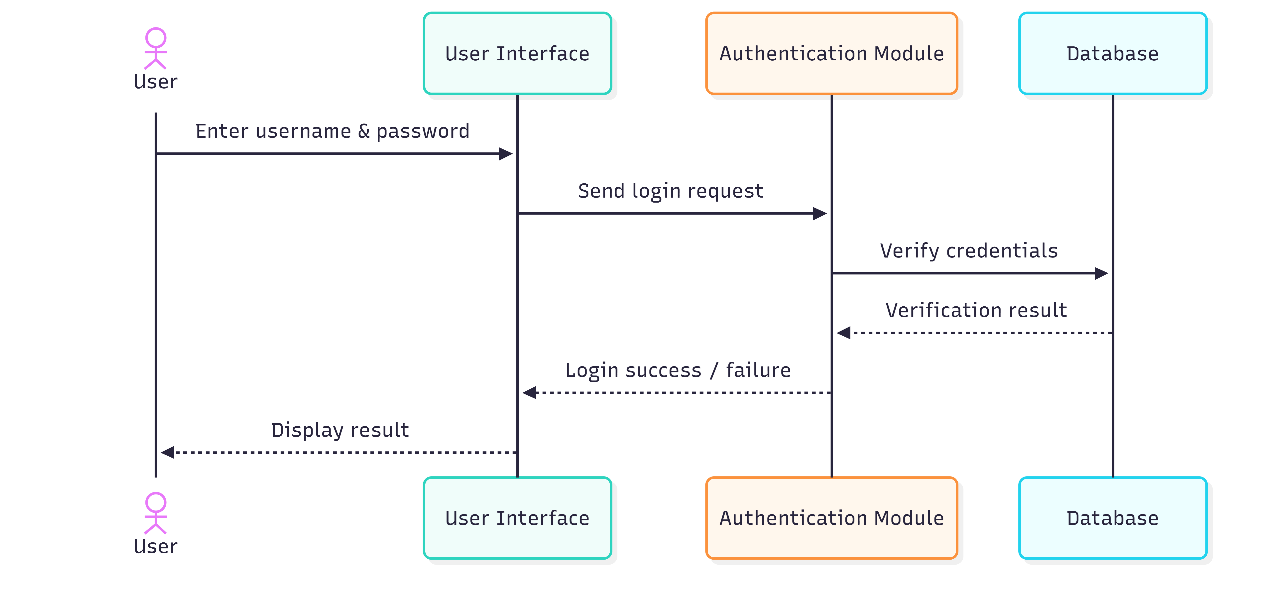 User
User Interface
Authentication Module
Database
Enter username & password
Send login request
Verify credentials
Verification result
Login success / failure
Display result
User
User Interface
Authentication Module
Database